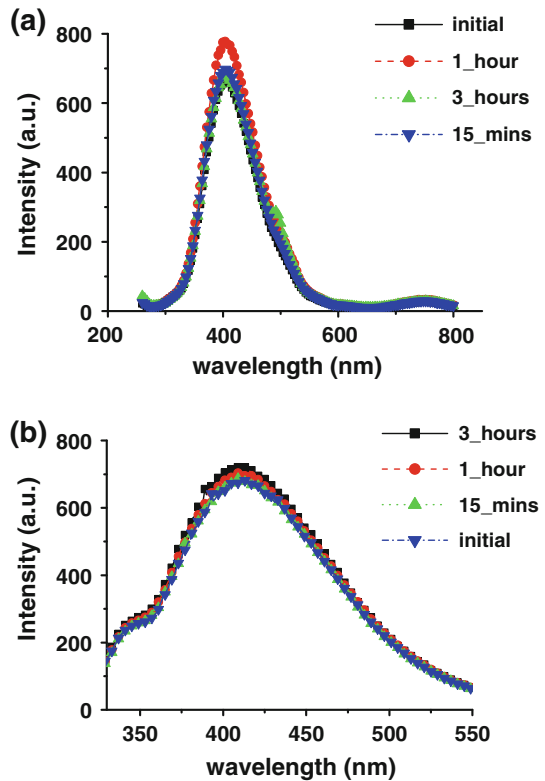 (a)
initial
1_hour
3_hours
15_mins
Intensity (a.u.)
800
600
400
200
0
200
400
600
800
wavelength (nm)
(b)
3_hours
1_hour
15_mins
initial
Intensity (a.u.)
800
600
400
200
0
350
400
450
500
550
wavelength (nm)